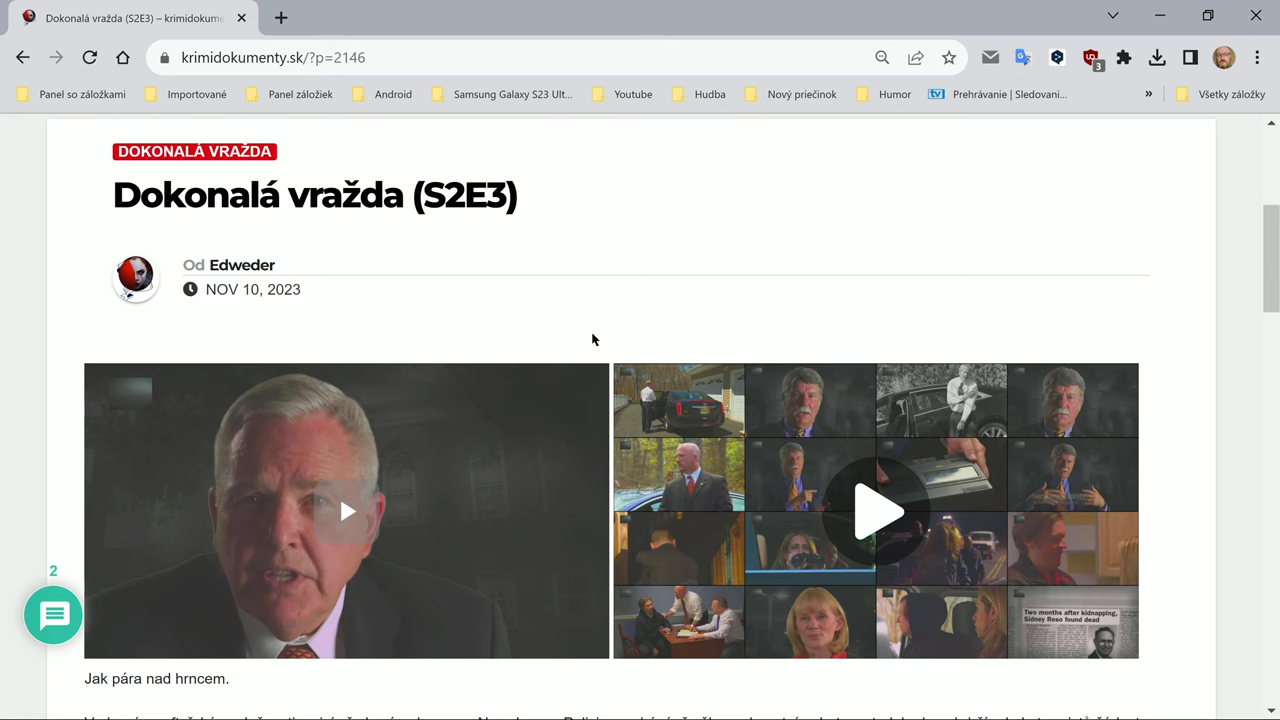 Dokonalá vražda (S2E3) – krimidokume
krimidokumenty.sk/?p=2146
3
Panel so záložkami
Importované
Panel záložiek
Android
Samsung Galaxy S23 Ult...
Youtube
Hudba
Nový priečinok
Humor
tv
Prehrávanie | Sledovani...
»
Všetky záložky
DOKONALÁ VRAŽDA
Dokonalá vražda (S2E3)
Od Edweder
NOV 10, 2023
Two months after kidnapping,
Sidney Reso found dead
2
Jak pára nad hrncem.